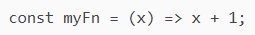 const myFn = (x) => x + 1;